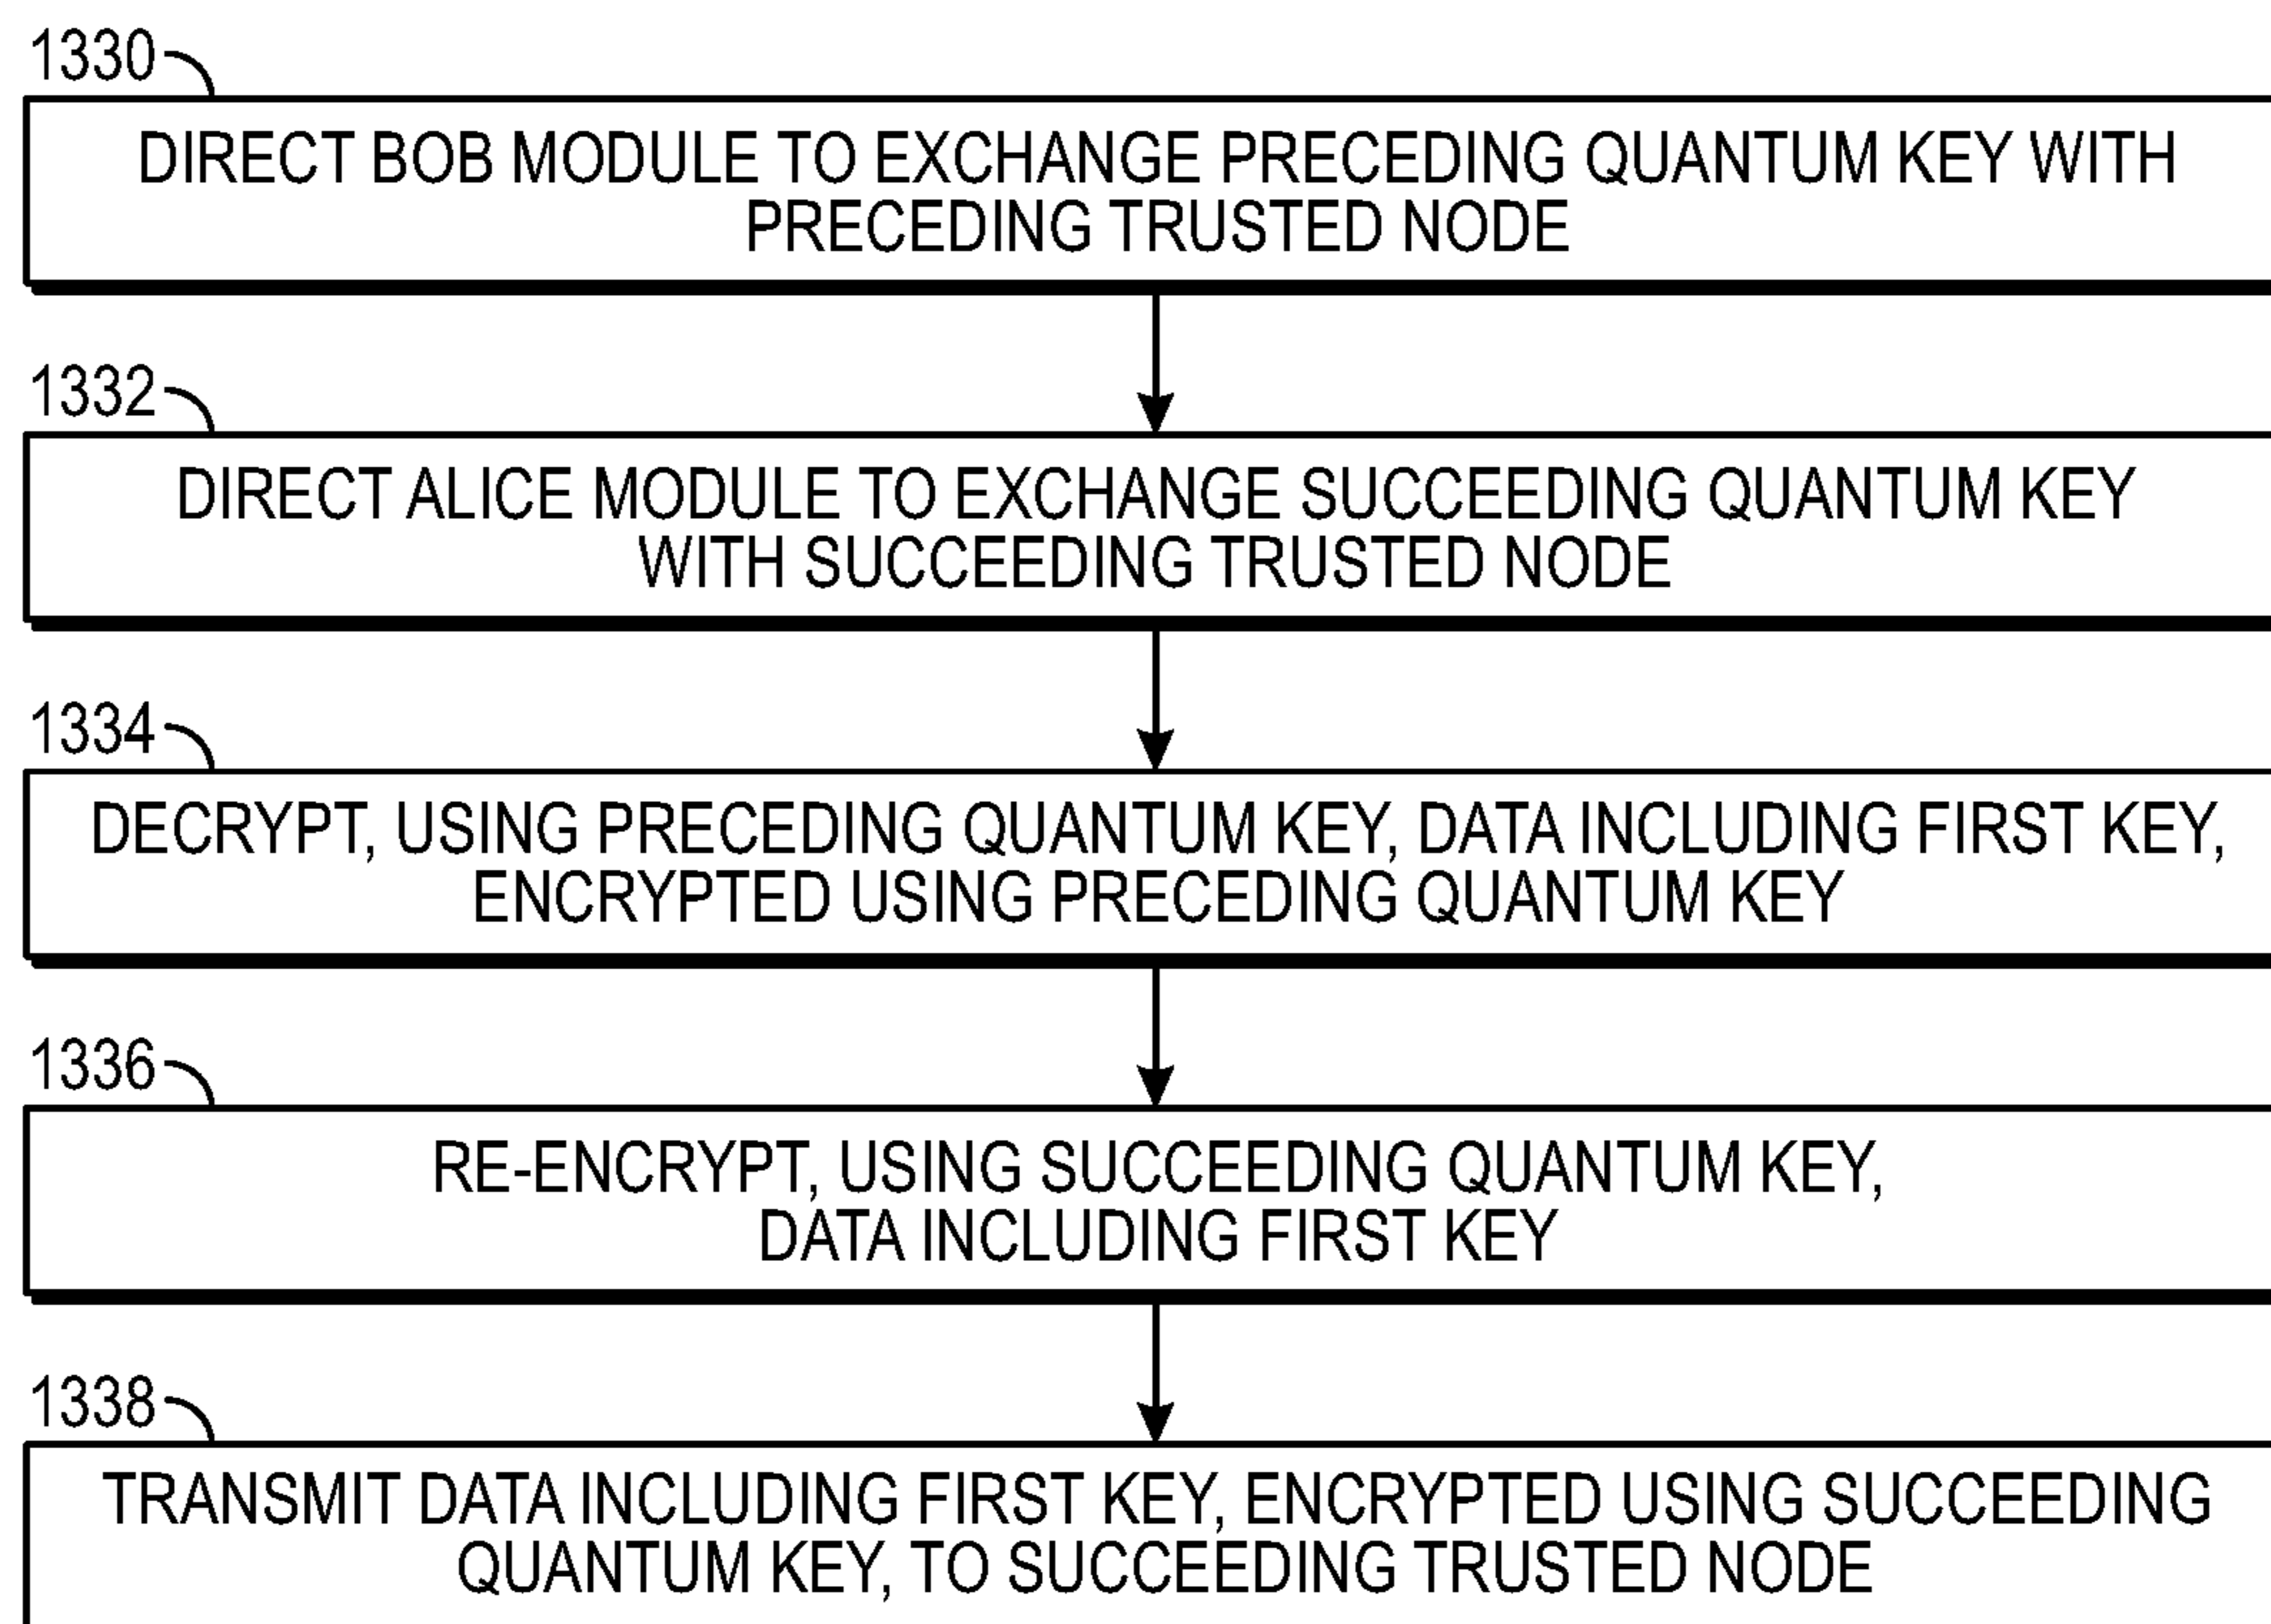 1330
DIRECT BOB MODULE TO EXCHANGE PRECEDING QUANTUM KEY WITH
PRECEDING TRUSTED NODE
1332
DIRECT ALICE MODULE TO EXCHANGE SUCCEEDING QUANTUM KEY
WITH SUCCEEDING TRUSTED NODE
1334
DECRYPT, USING PRECEDING QUANTUM KEY, DATA INCLUDING FIRST KEY,
ENCRYPTED USING PRECEDING QUANTUM KEY
1336
RE-ENCRYPT, USING SUCCEEDING QUANTUM KEY,
DATA INCLUDING FIRST KEY
1338
TRANSMIT DATA INCLUDING FIRST KEY, ENCRYPTED USING SUCCEEDING
QUANTUM KEY, TO SUCCEEDING TRUSTED NODE